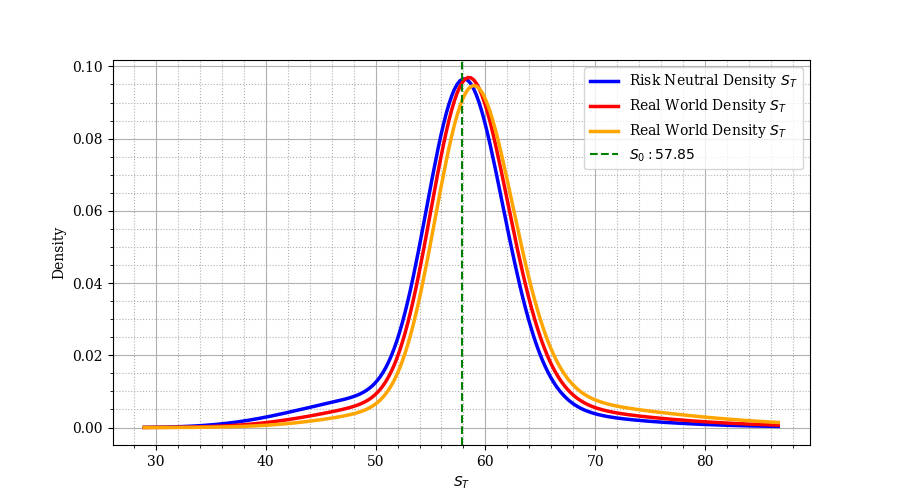 0.10
0.08
0.06
0.04
0.02
0.00
Density
30
40
50
60
70
80
S_T
Risk Neutral Density S_T
Real World Density S_T
Real World Density S_T
S_0 : 57.85